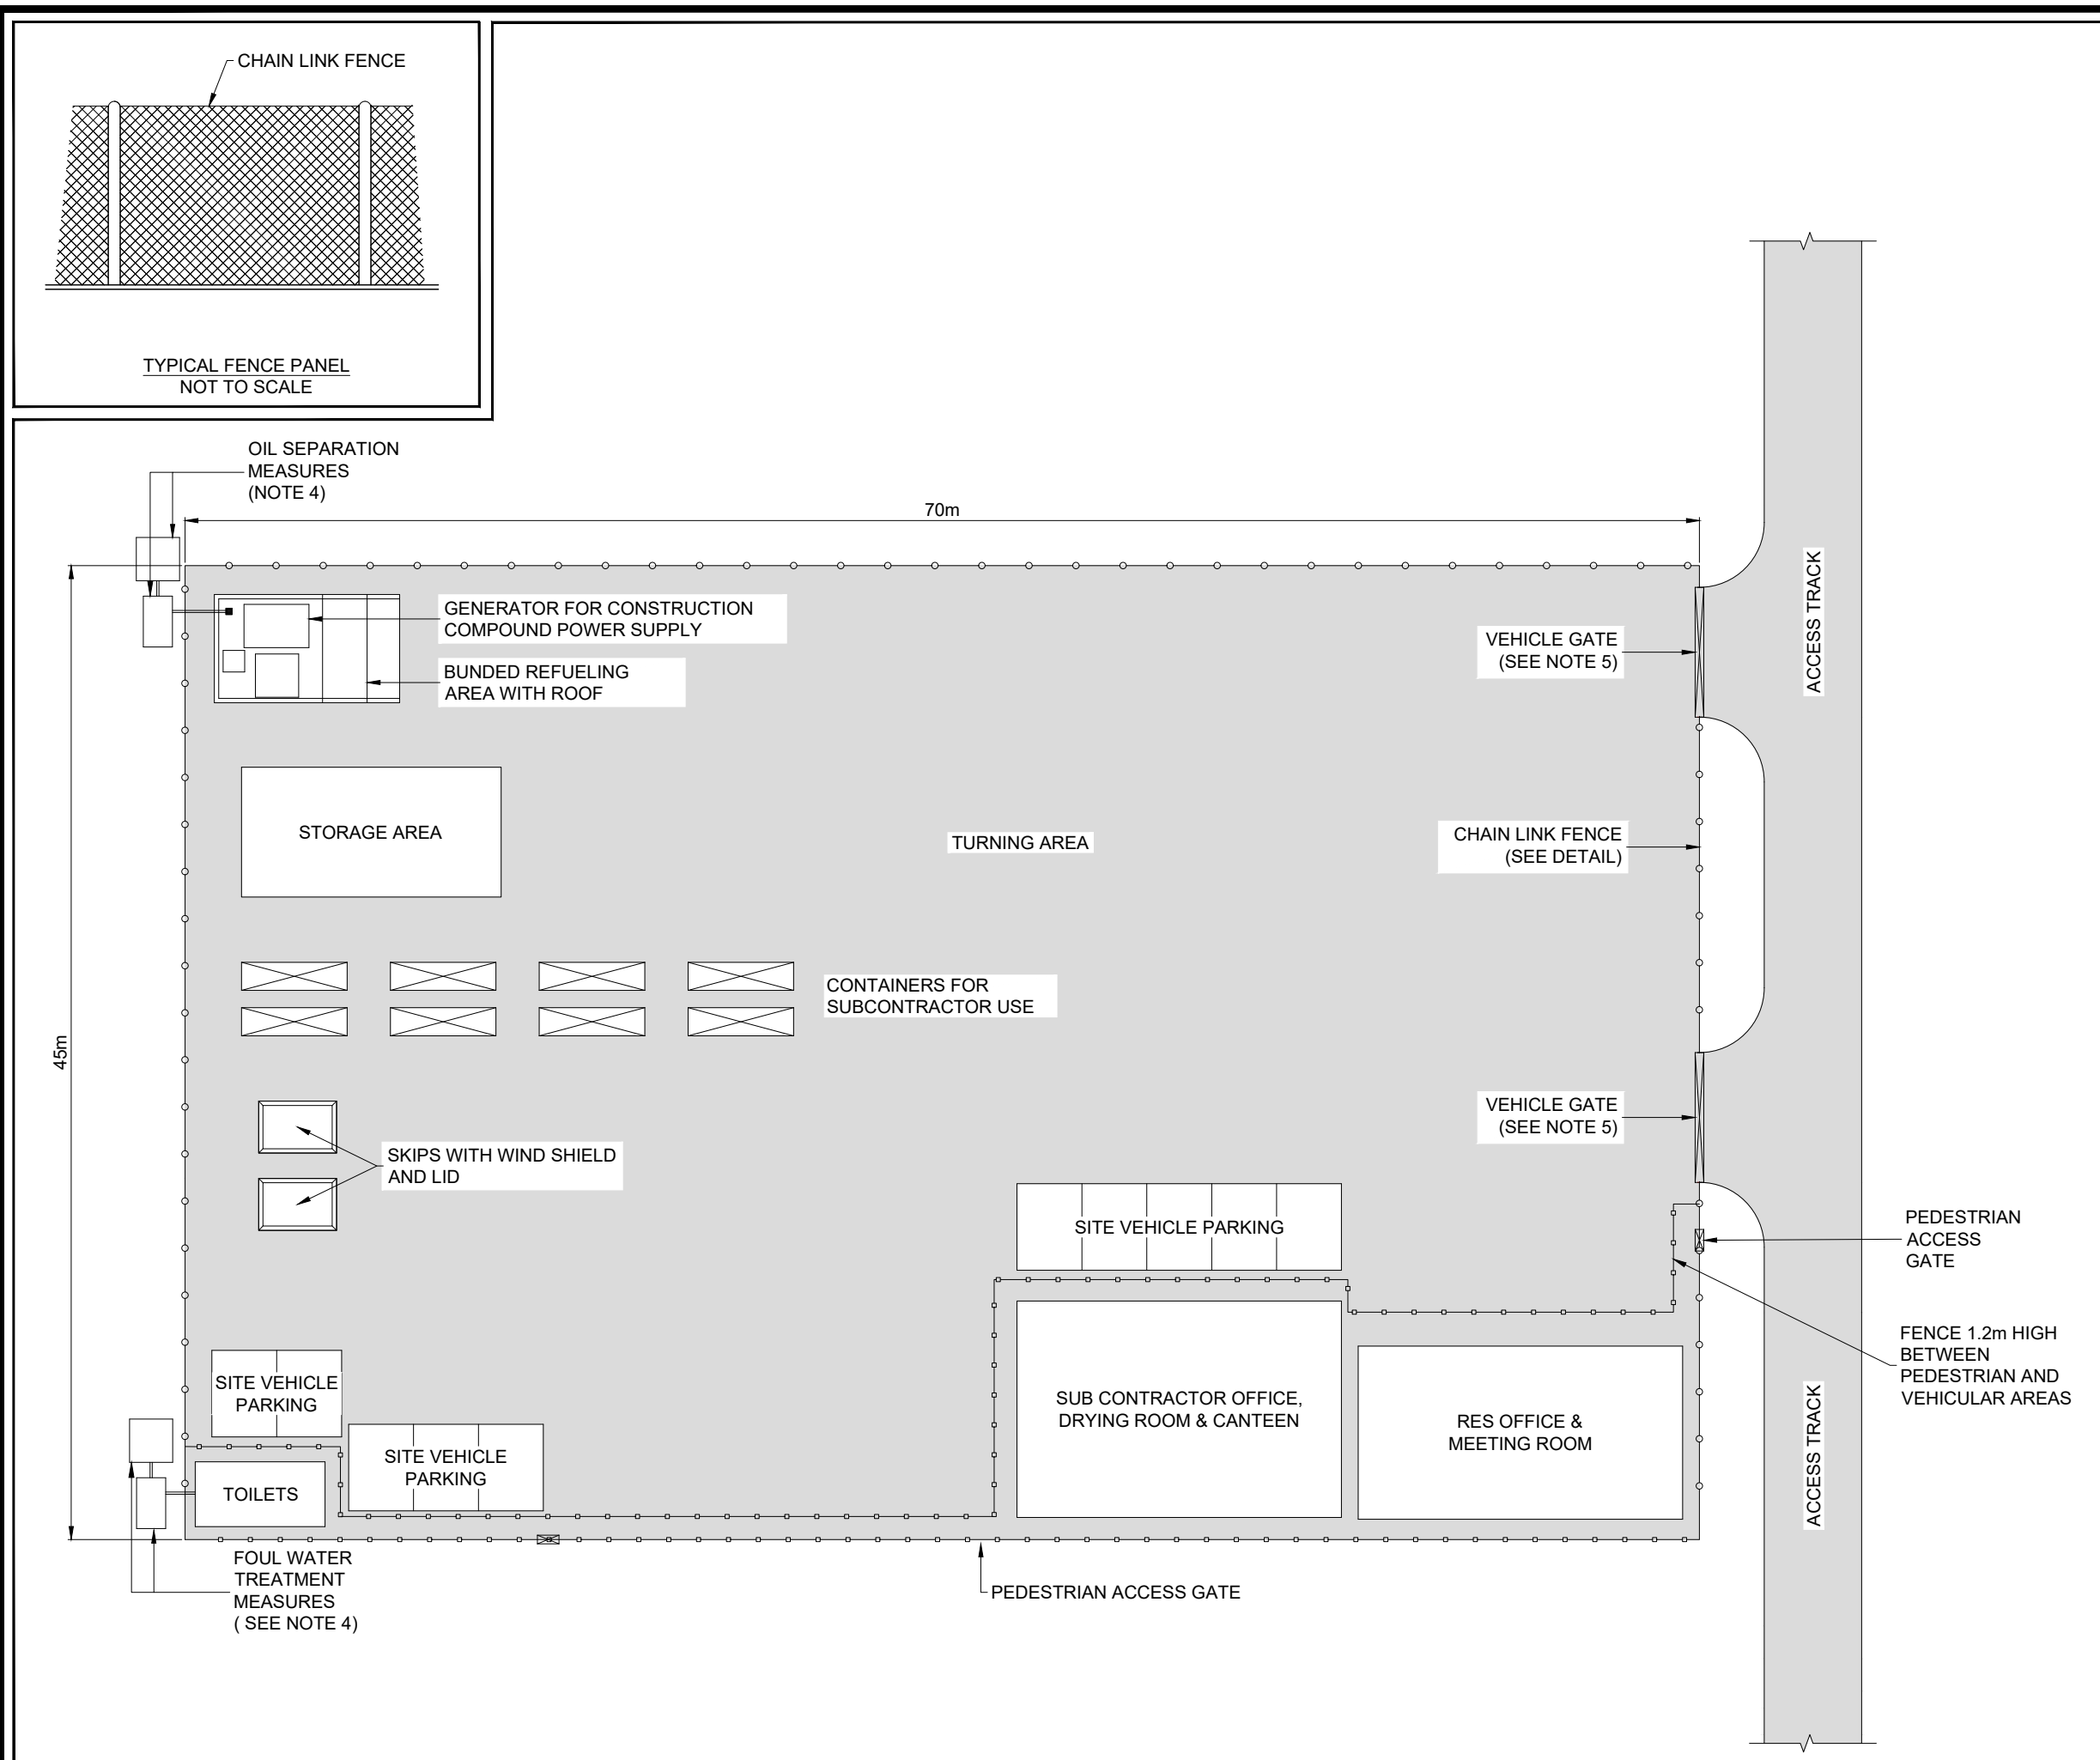 CHAIN LINK FENCE
TYPICAL FENCE PANEL
NOT TO SCALE
OIL SEPARATION
MEASURES
(NOTE 4)
70m
45m
GENERATOR FOR CONSTRUCTION
COMPOUND POWER SUPPLY
BUNDED REFUELING
AREA WITH ROOF
VEHICLE GATE
(SEE NOTE 5)
ACCESS TRACK
STORAGE AREA
TURNING AREA
CHAIN LINK FENCE
(SEE DETAIL)
CONTAINERS FOR
SUBCONTRACTOR USE
VEHICLE GATE
(SEE NOTE 5)
SKIPS WITH WIND SHIELD
AND LID
SITE VEHICLE PARKING
PEDESTRIAN
ACCESS
GATE
FENCE 1.2m HIGH
BETWEEN
PEDESTRIAN AND
VEHICULAR AREAS
SITE VEHICLE
PARKING
SITE VEHICLE
PARKING
SUB CONTRACTOR OFFICE,
DRYING ROOM & CANTEEN
RES OFFICE &
MEETING ROOM
ACCESS TRACK
TOILETS
FOUL WATER
TREATMENT
MEASURES
( SEE NOTE 4)
PEDESTRIAN ACCESS GATE